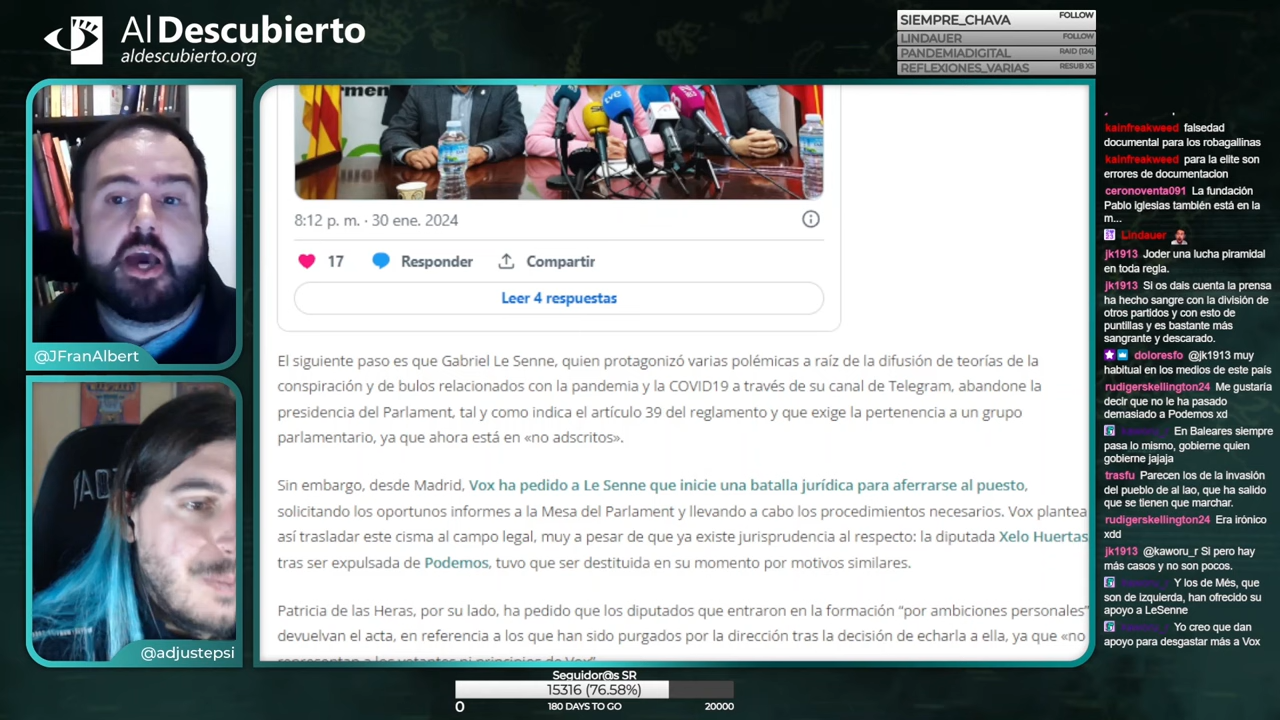 Al Descubierto
aldescubierto.org
SIEMPRE_CHAVA FOLLOW
LINDAUER FOLLOW
PANDEMIADIGITAL RAID (124)
REFLEXIONES_VARIAS RESUB X5
@JFranAlbert
@adjustepsi
8:12 p. m. · 30 ene. 2024
17 Responder Compartir
Leer 4 respuestas
El siguiente paso es que Gabriel Le Senne, quien protagonizó varias polémicas a raíz de la difusión de teorías de la
conspiración y de bulos relacionados con la pandemia y la COVID19 a través de su canal de Telegram, abandone la
presidencia del Parlament, tal y como indica el artículo 39 del reglamento y que exige la pertenencia a un grupo
parlamentario, ya que ahora está en «no adscritos».
Sin embargo, desde Madrid, Vox ha pedido a Le Senne que inicie una batalla jurídica para aferrarse al puesto,
solicitando los oportunos informes a la Mesa del Parlament y llevando a cabo los procedimientos necesarios. Vox plantea
así trasladar este cisma al campo legal, muy a pesar de que ya existe jurisprudencia al respecto: la diputada Xelo Huertas
tras ser expulsada de Podemos, tuvo que ser destituida en su momento por motivos similares.
Patricia de las Heras, por su lado, ha pedido que los diputados que entraron en la formación “por ambiciones personales”
devuelvan el acta, en referencia a los que han sido purgados por la dirección tras la decisión de echarla a ella, ya que «no
representan a los votantes ni principios de Vox”
kainfreakweed falsedad
documental para los robagallinas
kainfreakweed para la elite son
errores de documentacion
ceronoventa091 La fundación
Pablo Iglesias también está en la
m...
Lindauer
jk1913 Joder una lucha piramidal
en toda regla.
jk1913 Si os dais cuenta la prensa
ha hecho sangre con la división de
otros partidos y con esto de
puntillas y es bastante más
sangrante y descarado.
doloresfo @jk1913 muy
habitual en los medios de este país
rudigerskellington24 Me gustaría
decir que no le ha pasado
demasiado a Podemos xd
kaworu_r En Baleares siempre
pasa lo mismo, gobierne quien
gobierne jajaja
trasfu Parecen los de la invasión
del pueblo de al lao, que ha salido
que se tienen que marchar.
rudigerskellington24 Era irónico
xdd
jk1913 @kaworu_r Si pero hay
más casos y no son pocos.
kaworu_r Y los de Més, que
son de izquierda, han ofrecido su
apoyo a LeSenne
kaworu_r Yo creo que dan
apoyo para desgastar más a Vox
Seguidor@s SR
15316 (76.58%)
0 180 DAYS TO GO 20000